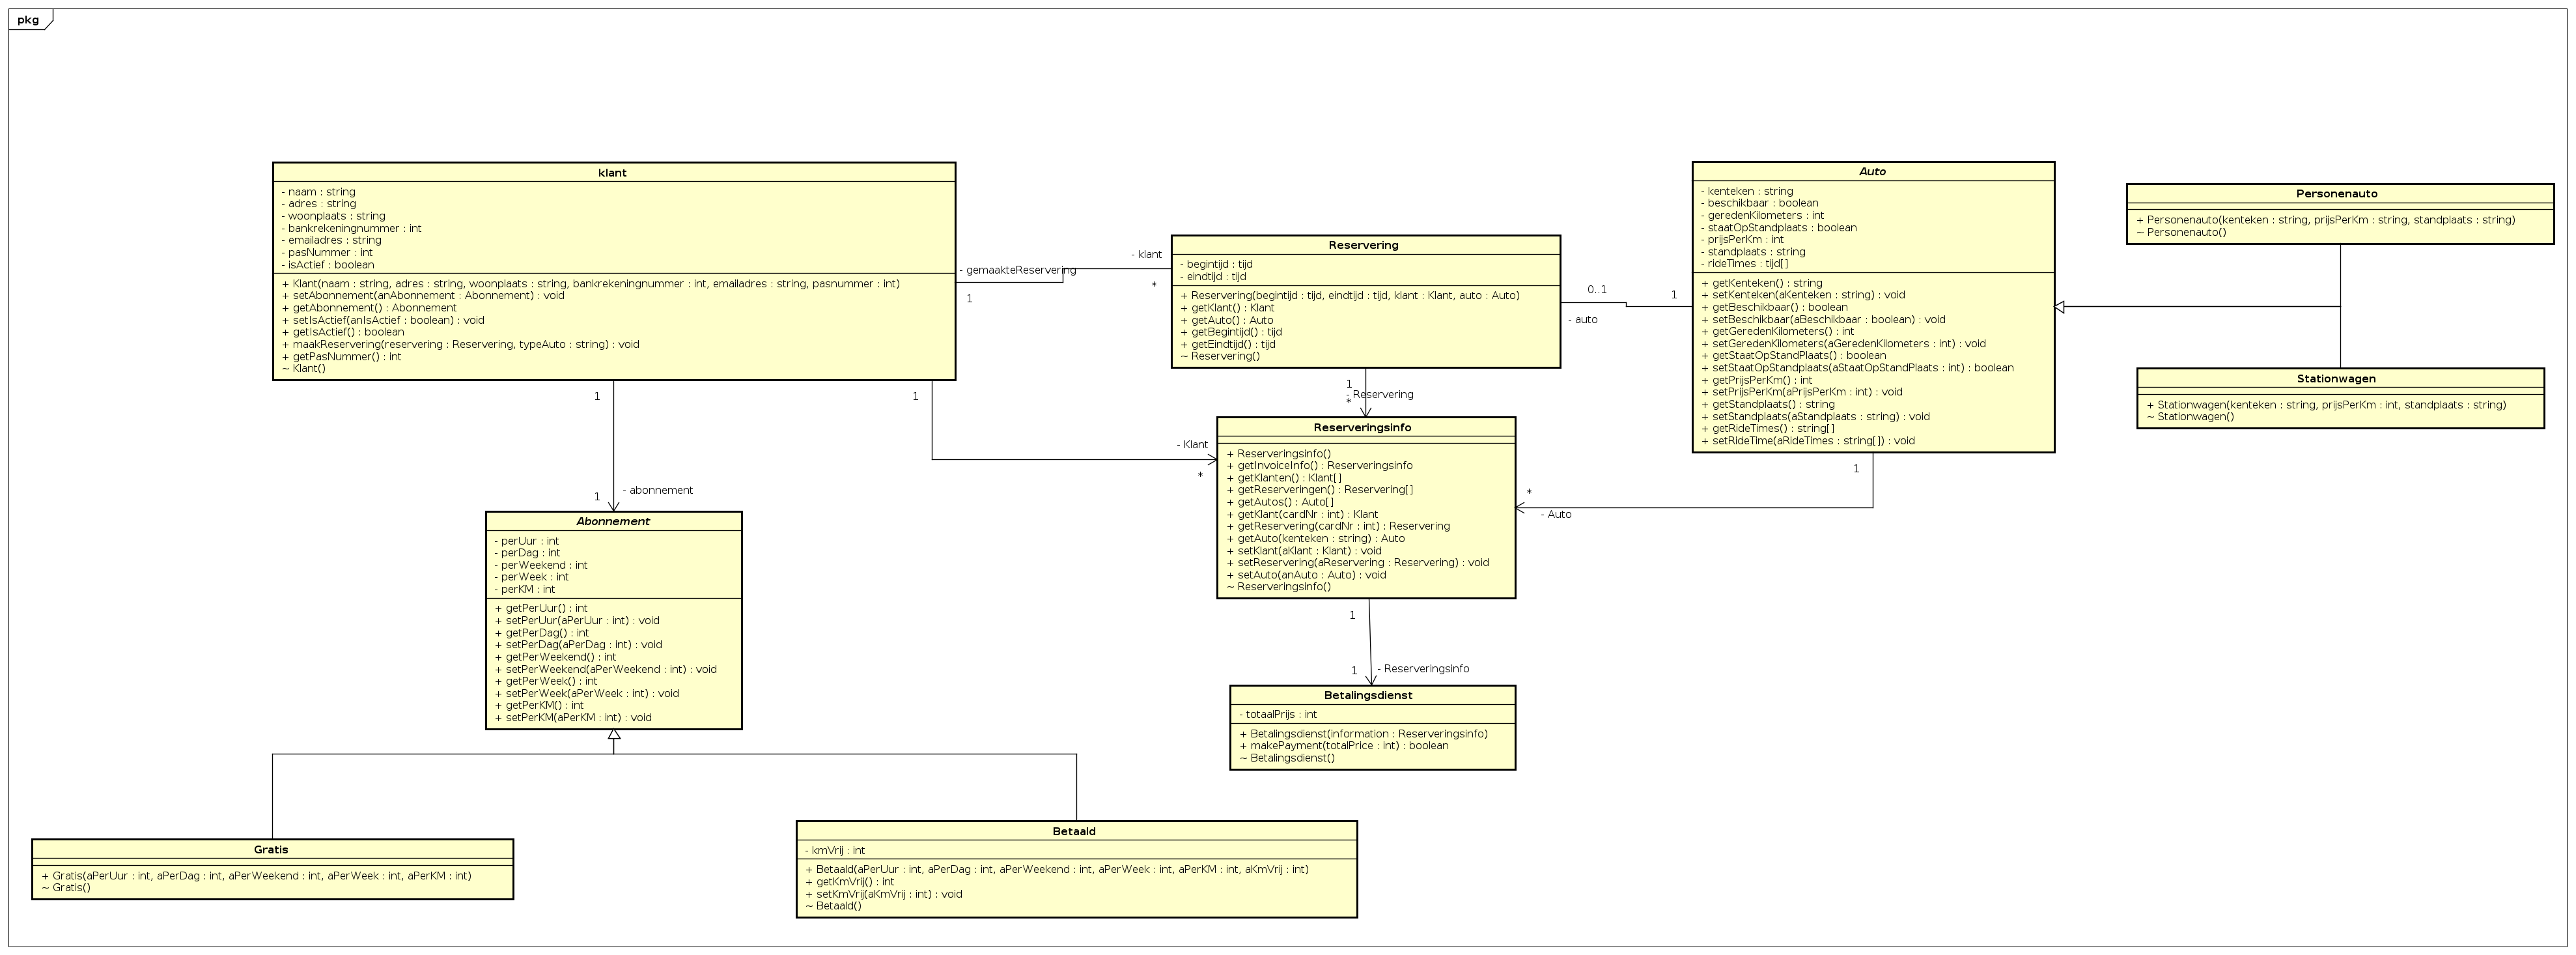 pkg
klant
- naam : string
- adres : string
- woonplaats : string
- bankrekeningnummer : int
- emailadres : string
- pasNummer : int
- isActief : boolean
+ Klant(naam : string, adres : string, woonplaats : string, bankrekeningnummer : int, emailadres : string, pasnummer : int)
+ setAbonnement(anAbonnement : Abonnement) : void
+ getAbonnement() : Abonnement
+ setIsActief(anIsActief : boolean) : void
+ getIsActief() : boolean
+ maakReservering(reservering : Reservering, typeAuto : string) : void
+ getPasNummer() : int
~ Klant()
- gemaakteReservering
1
- klant
*
Reservering
- begintijd : tijd
- eindtijd : tijd
+ Reservering(begintijd : tijd, eindtijd : tijd, klant : Klant, auto : Auto)
+ getKlant() : Klant
+ getAuto() : Auto
+ getBegintijd() : tijd
+ getEindtijd() : tijd
~ Reservering()
0..1
- auto
1
Auto
- kenteken : string
- beschikbaar : boolean
- geredenKilometers : int
- staatOpStandplaats : boolean
- prijsPerKm : int
- standplaats : string
- rideTimes : tijd[]
+ getKenteken() : string
+ setKenteken(aKenteken : string) : void
+ getBeschikbaar() : boolean
+ setBeschikbaar(aBeschikbaar : boolean) : void
+ getGeredenKilometers() : int
+ setGeredenKilometers(aGeredenKilometers : int) : void
+ getStaatOpStandPlaats() : boolean
+ setStaatOpStandplaats(aStaatOpStandPlaats : int) : boolean
+ getPrijsPerKm() : int
+ setPrijsPerKm(aPrijsPerKm : int) : void
+ getStandplaats() : string
+ setStandplaats(aStandplaats : string) : void
+ getRideTimes() : string[]
+ setRideTime(aRideTimes : string[]) : void
Personenauto
+ Personenauto(kenteken : string, prijsPerKm : string, standplaats : string)
~ Personenauto()
Stationwagen
+ Stationwagen(kenteken : string, prijsPerKm : int, standplaats : string)
~ Stationwagen()
1
- Reservering
*
1
- Klant
*
1
*
- Auto
Reserveringsinfo
+ Reserveringsinfo()
+ getInvoiceInfo() : Reserveringsinfo
+ getKlanten() : Klant[]
+ getReserveringen() : Reservering[]
+ getAutos() : Auto[]
+ getKlant(cardNr : int) : Klant
+ getReservering(cardNr : int) : Reservering
+ getAuto(kenteken : string) : Auto
+ setKlant(aKlant : Klant) : void
+ setReservering(aReservering : Reservering) : void
+ setAuto(anAuto : Auto) : void
~ Reserveringsinfo()
1
1
- abonnement
Abonnement
- perUur : int
- perDag : int
- perWeekend : int
- perWeek : int
- perKM : int
+ getPerUur() : int
+ setPerUur(aPerUur : int) : void
+ getPerDag() : int
+ setPerDag(aPerDag : int) : void
+ getPerWeekend() : int
+ setPerWeekend(aPerWeekend : int) : void
+ getPerWeek() : int
+ setPerWeek(aPerWeek : int) : void
+ getPerKM() : int
+ setPerKM(aPerKM : int) : void
1
1
- Reserveringsinfo
Betalingsdienst
- totaalPrijs : int
+ Betalingsdienst(information : Reserveringsinfo)
+ makePayment(totalPrice : int) : boolean
~ Betalingsdienst()
Gratis
+ Gratis(aPerUur : int, aPerDag : int, aPerWeekend : int, aPerWeek : int, aPerKM : int)
~ Gratis()
Betaald
- kmVrij : int
+ Betaald(aPerUur : int, aPerDag : int, aPerWeekend : int, aPerWeek : int, aPerKM : int, aKmVrij : int)
+ getKmVrij() : int
+ setKmVrij(aKmVrij : int) : void
~ Betaald()